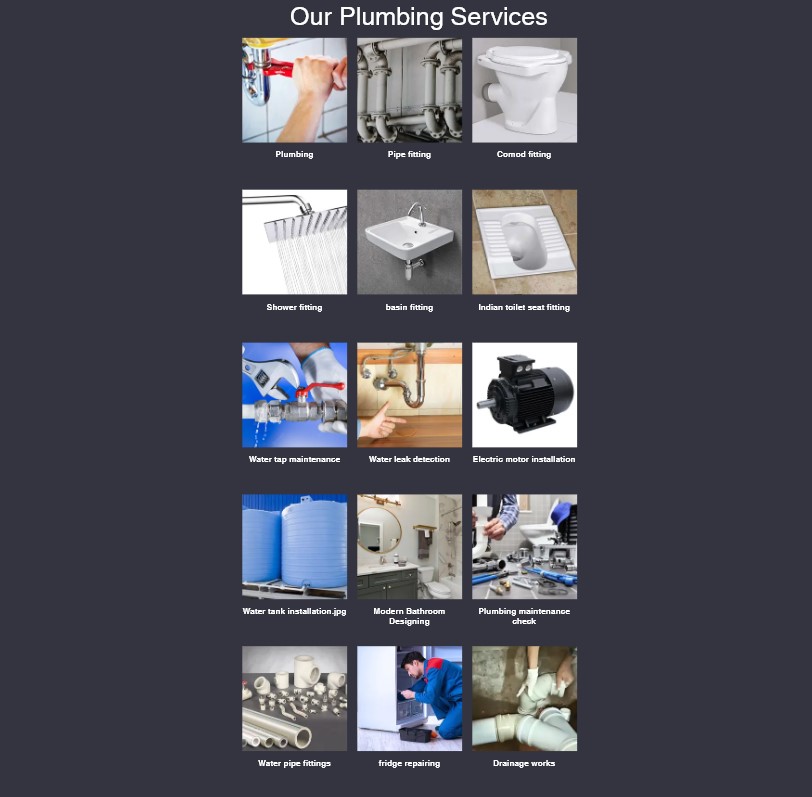 Our Plumbing Services
Plumbing
Pipe fitting
Comod fitting
Shower fitting
basin fitting
Indian toilet seat fitting
Water tap maintenance
Water leak detection
Electric motor installation
Water tank installation.jpg
Modern Bathroom
Designing
Plumbing maintenance
check
Water pipe fittings
fridge repairing
Drainage works